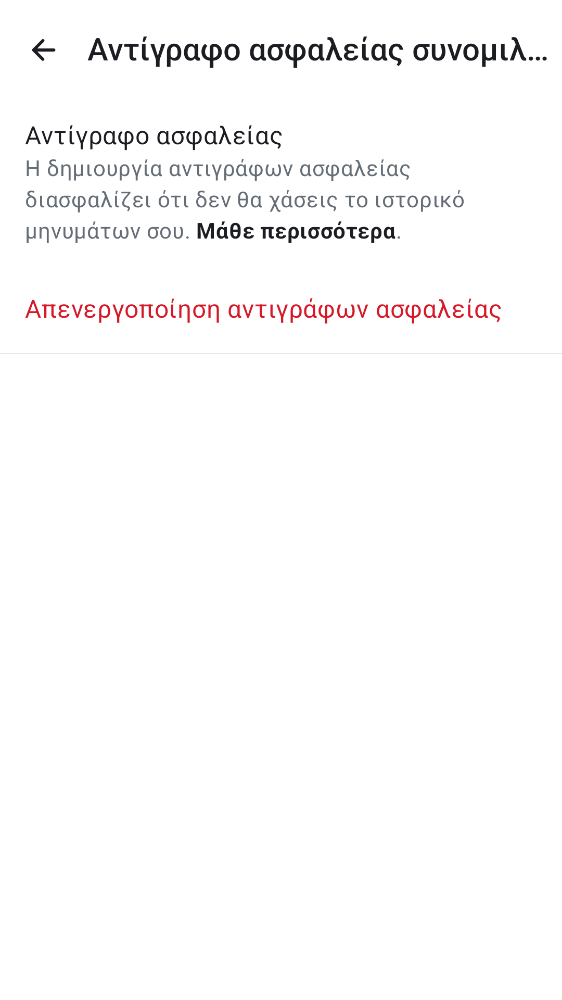 Αντίγραφο ασφαλείας συνομιλ...
Αντίγραφο ασφαλείας
Η δημιουργία αντιγράφων ασφαλείας
διασφαλίζει ότι δεν θα χάσεις το ιστορικό
μηνυμάτων σου. Μάθε περισσότερα.
Απενεργοποίηση αντιγράφων ασφαλείας